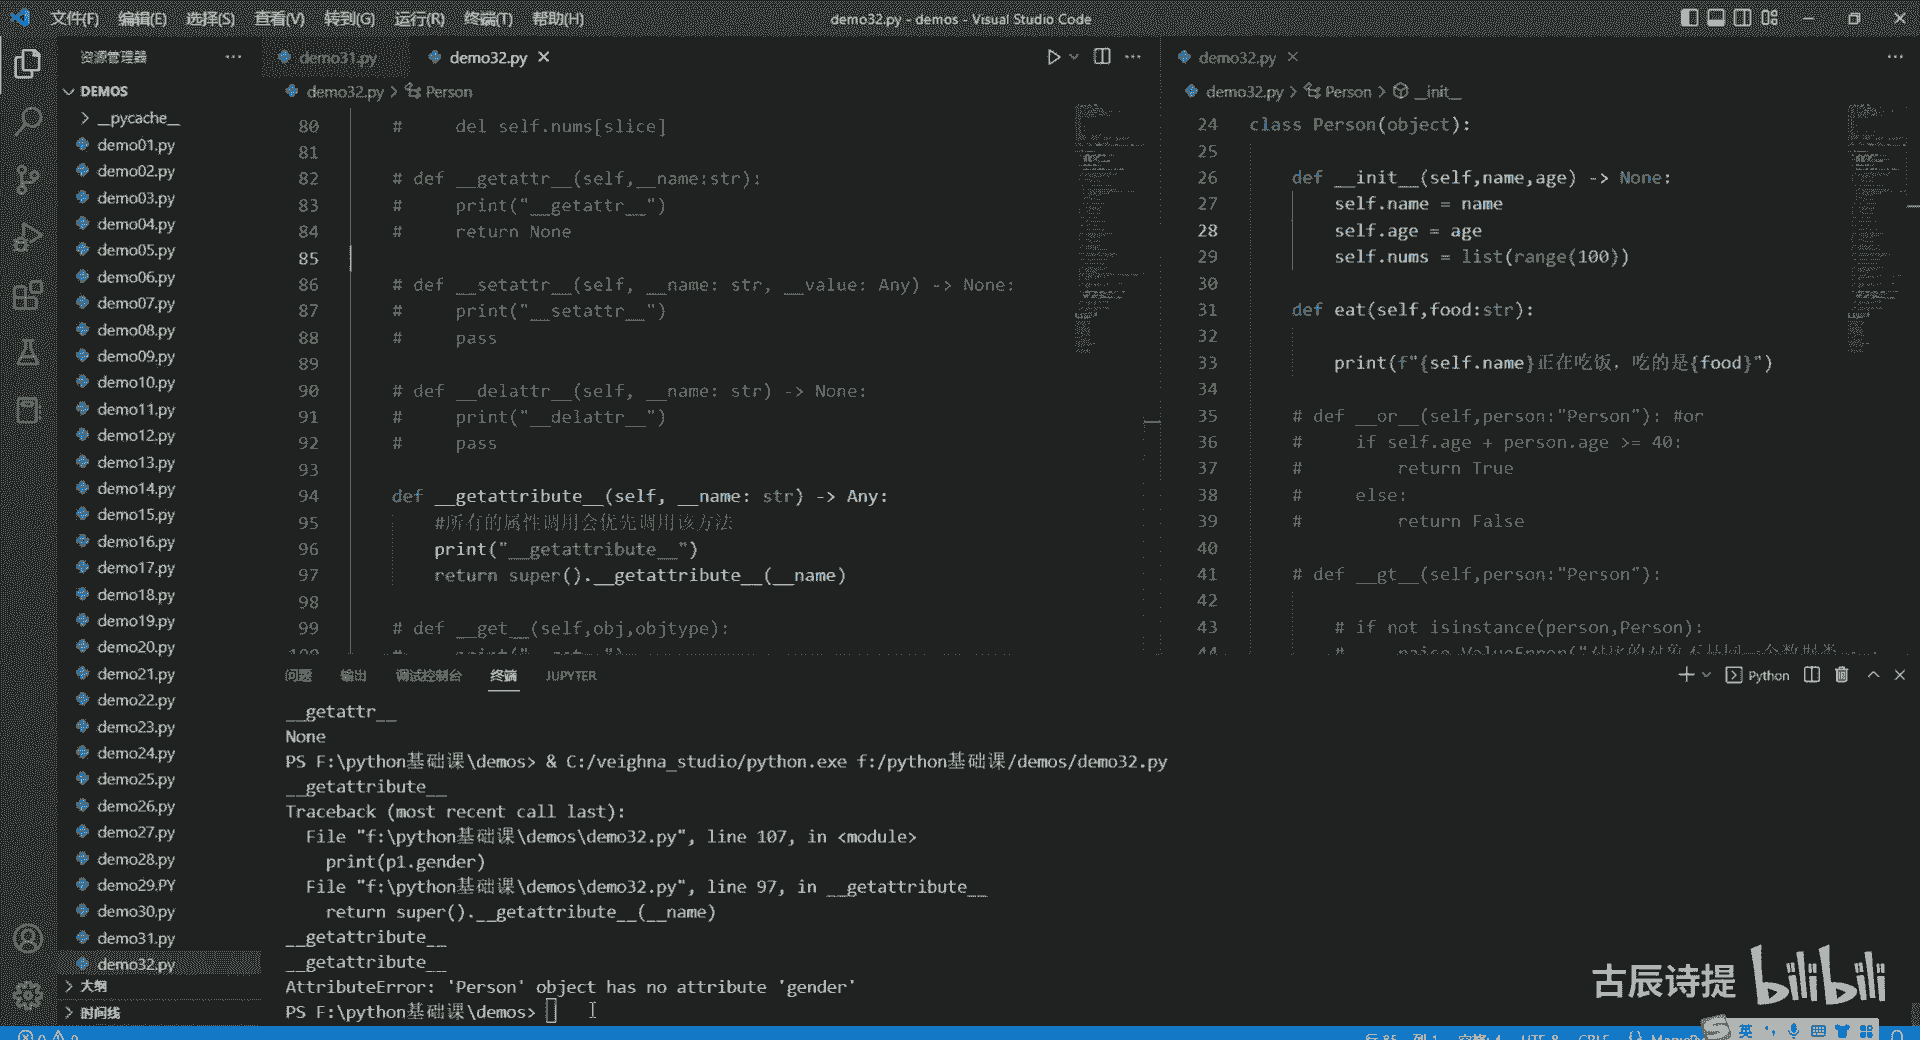 文件(F) 编辑(E) 选择(S) 查看(V) 转到(G) 运行(R) 终端(T) 帮助(H)
demo32.py - demos - Visual Studio Code
资源管理器
DEMOS
__pycache__
demo01.py
demo02.py
demo03.py
demo04.py
demo05.py
demo06.py
demo07.py
demo08.py
demo09.py
demo10.py
demo11.py
demo12.py
demo13.py
demo14.py
demo15.py
demo16.py
demo17.py
demo18.py
demo19.py
demo20.py
demo21.py
demo22.py
demo23.py
demo24.py
demo25.py
demo26.py
demo27.py
demo28.py
demo29.PY
demo30.py
demo31.py
demo32.py
大纲
时间线
demo31.py demo32.py
demo32.py > Person
80 #     del self.nums[slice]
81
82 # def __getattr__(self,__name:str):
83 #     print("__getattr__")
84 #     return None
85
86 # def __setattr__(self, __name: str, __value: Any) -> None:
87 #     print("__setattr__")
88 #     pass
89
90 # def __delattr__(self, __name: str) -> None:
91 #     print("__delattr__")
92 #     pass
93
94 def __getattribute__(self, __name: str) -> Any:
95     #所有的属性调用会优先调用该方法
96     print("__getattribute__")
97     return super().__getattribute__(__name)
98
99 # def __get__(self,obj,objtype):
demo32.py
demo32.py > Person > __init__
24 class Person(object):
25
26     def __init__(self,name,age) -> None:
27         self.name = name
28         self.age = age
29         self.nums = list(range(100))
30
31     def eat(self,food:str):
32
33         print(f"{self.name}正在吃饭，吃的是{food}")
34
35     # def __or__(self,person:"Person"): #or
36     #     if self.age + person.age >= 40:
37     #         return True
38     #     else:
39     #         return False
40
41     # def __gt__(self,person:"Person"):
42
43         # if not isinstance(person,Person):
问题 输出 调试控制台 终端 JUPYTER
Python
__getattr__
None
PS F:\python基础课\demos> & C:/veighna_studio/python.exe f:/python基础课/demos/demo32.py
__getattribute__
Traceback (most recent call last):
  File "f:\python基础课\demos\demo32.py", line 107, in <module>
    print(p1.gender)
  File "f:\python基础课\demos\demo32.py", line 97, in __getattribute__
    return super().__getattribute__(__name)
__getattribute__
__getattribute__
AttributeError: 'Person' object has no attribute 'gender'
PS F:\python基础课\demos>
古辰诗提 bilibili
英